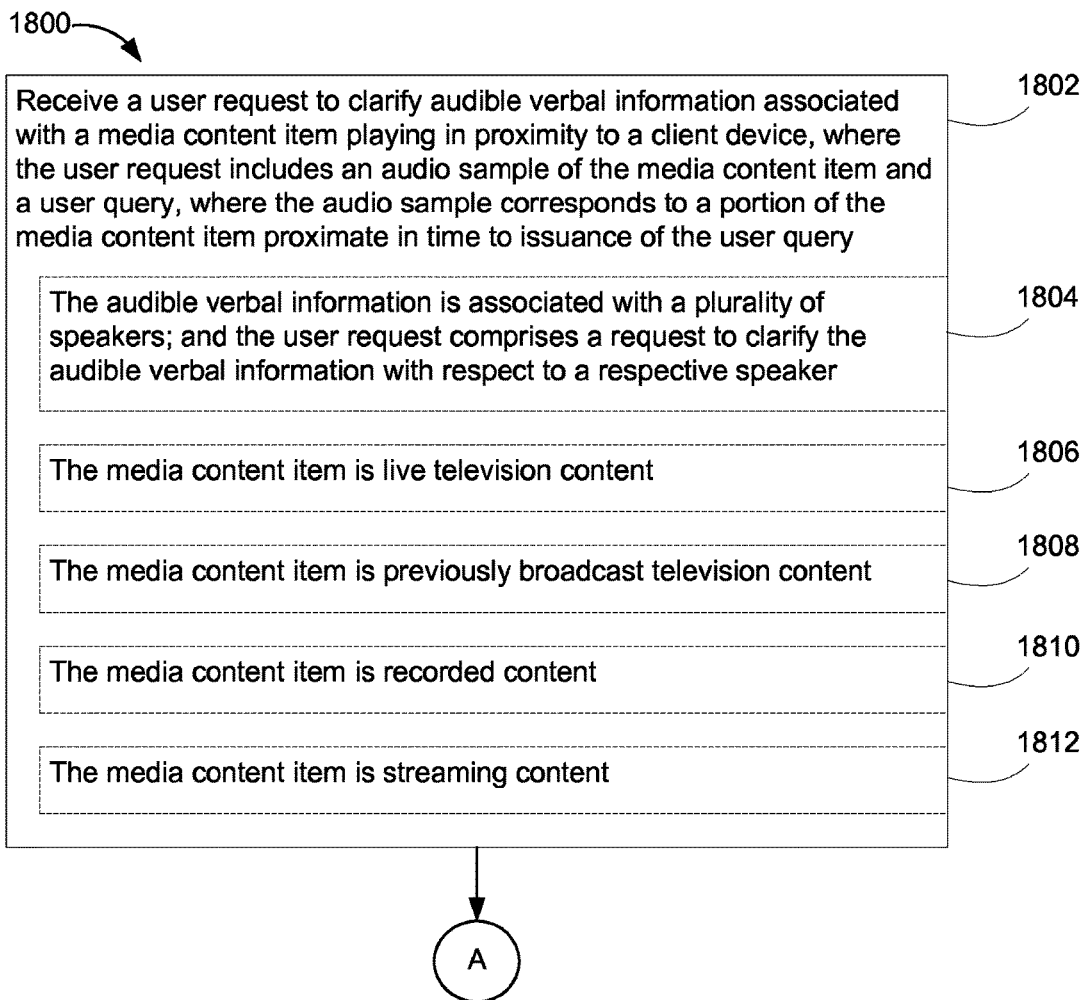 1800
1802
Receive a user request to clarify audible verbal information associated
with a media content item playing in proximity to a client device, where
the user request includes an audio sample of the media content item and
a user query, where the audio sample corresponds to a portion of the
media content item proximate in time to issuance of the user query
1804
The audible verbal information is associated with a plurality of
speakers; and the user request comprises a request to clarify the
audible verbal information with respect to a respective speaker
1806
The media content item is live television content
1808
The media content item is previously broadcast television content
1810
The media content item is recorded content
1812
The media content item is streaming content
A